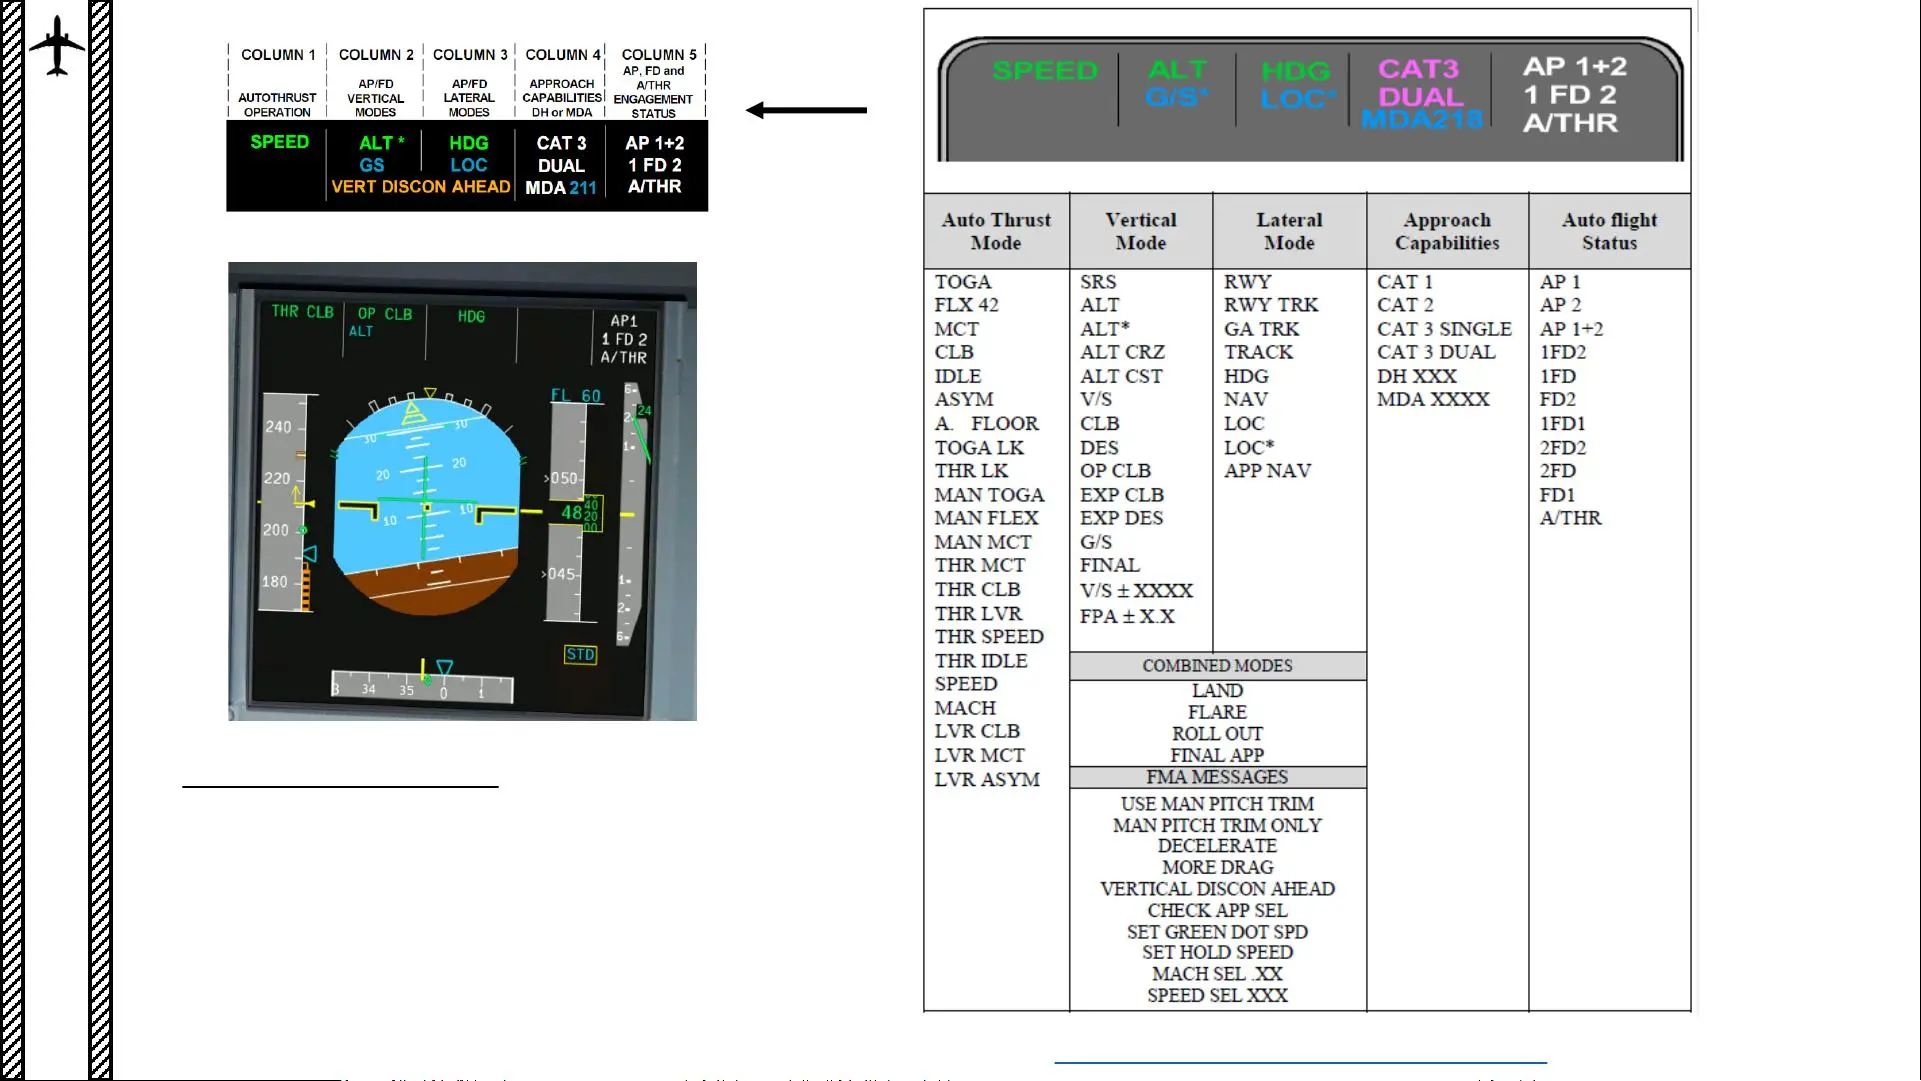 COLUMN 1
COLUMN 2
COLUMN 3
COLUMN 4
COLUMN 5
AUTOTHRUST
OPERATION
AP/FD
VERTICAL
MODES
AP/FD
LATERAL
MODES
APPROACH
CAPABILITIES
DH or MDA
AP, FD and
A/THR
ENGAGEMENT
STATUS
SPEED
ALT *
HDG
CAT 3
AP 1+2
GS
LOC
DUAL
1 FD 2
VERT DISCON AHEAD
MDA 211
A/THR
THR CLB
OP CLB
HDG
AP1
ALT
1 FD 2
A/THR
FL 60
240
220
200
180
30
30
20
20
10
10
050
48
40
20
00
045
6
2
1
24
1
2
6
STD
3
34
35
0
1
SPEED
ALT
HDG
CAT3
AP 1+2
G/S*
LOC*
DUAL
1 FD 2
MDA218
A/THR
Auto Thrust
Mode
Vertical
Mode
Lateral
Mode
Approach
Capabilities
Auto flight
Status
TOGA
FLX 42
MCT
CLB
IDLE
ASYM
A. FLOOR
TOGA LK
THR LK
MAN TOGA
MAN FLEX
MAN MCT
THR MCT
THR CLB
THR LVR
THR SPEED
THR IDLE
SPEED
MACH
LVR CLB
LVR MCT
LVR ASYM
SRS
ALT
ALT*
ALT CRZ
ALT CST
V/S
CLB
DES
OP CLB
EXP CLB
EXP DES
G/S
FINAL
V/S ± XXXX
FPA ± X.X
RWY
RWY TRK
GA TRK
TRACK
HDG
NAV
LOC
LOC*
APP NAV
COMBINED MODES
LAND
FLARE
ROLL OUT
FINAL APP
FMA MESSAGES
USE MAN PITCH TRIM
MAN PITCH TRIM ONLY
DECELERATE
MORE DRAG
VERTICAL DISCON AHEAD
CHECK APP SEL
SET GREEN DOT SPD
SET HOLD SPEED
MACH SEL .XX
SPEED SEL XXX
CAT 1
CAT 2
CAT 3 SINGLE
CAT 3 DUAL
DH XXX
MDA XXXX
AP 1
AP 2
AP 1+2
1FD2
1FD
FD2
1FD1
2FD2
2FD
FD1
A/THR